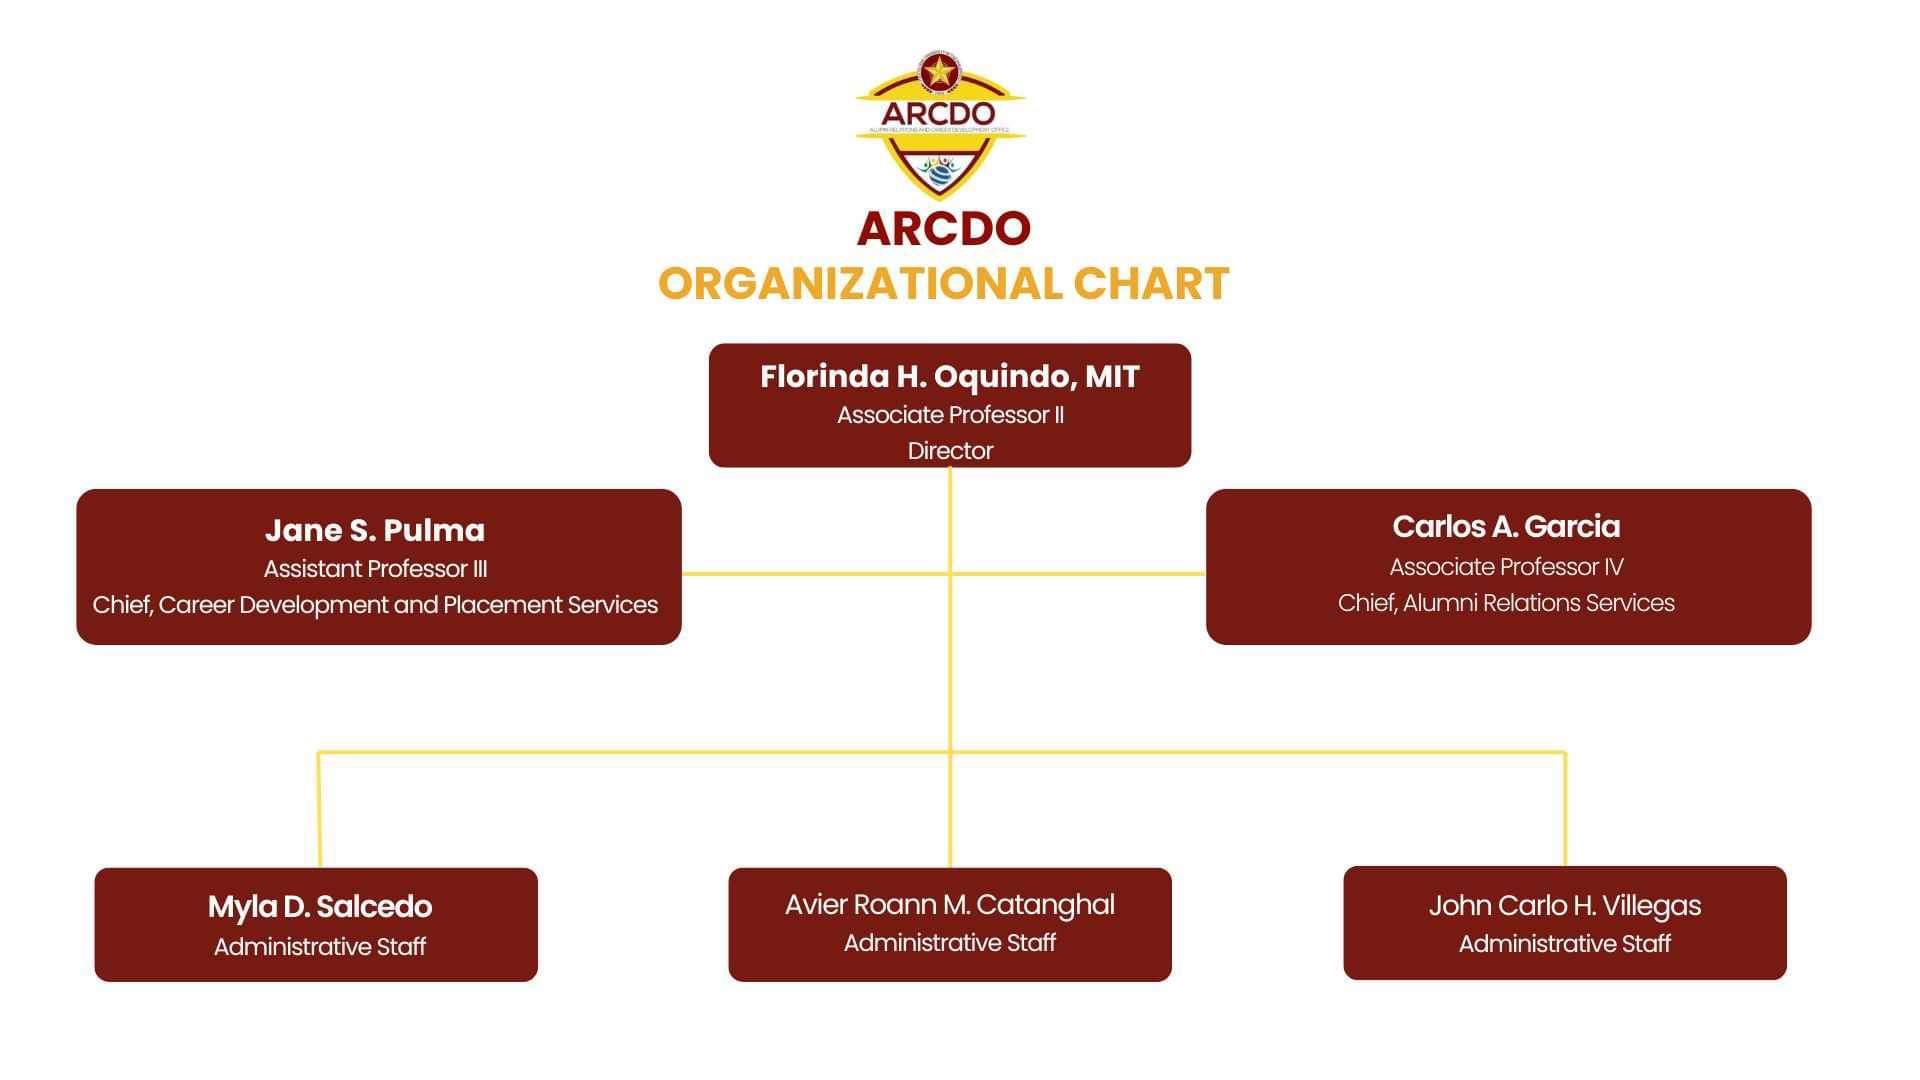 ARCDO
ALUMNI RELATIONS AND CAREER DEVELOPMENT OFFICE
ARCDO
ORGANIZATIONAL CHART
Florinda H. Oquindo, MIT
Associate Professor II
Director
Jane S. Pulma
Assistant Professor III
Chief, Career Development and Placement Services
Carlos A. Garcia
Associate Professor IV
Chief, Alumni Relations Services
Myla D. Salcedo
Administrative Staff
Avier Roann M. Catanghal
Administrative Staff
John Carlo H. Villegas
Administrative Staff